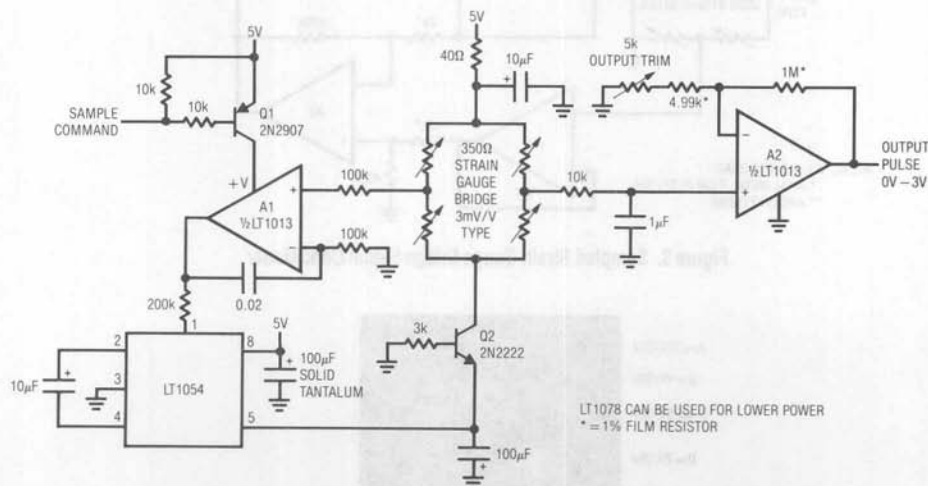 5V
10k
10k
SAMPLE
COMMAND
Q1
2N2907
+V
A1
½LT1013
+
−
100k
100k
0.02
200k
1
2
3
4
8
5
LT1054
10µF
+
5V
+
100µF
SOLID
TANTALUM
5V
40Ω
10µF
+
350Ω
STRAIN
GAUGE
BRIDGE
3mV/V
TYPE
3k
Q2
2N2222
100µF
+
10k
1µF
5k
OUTPUT TRIM
4.99k*
1M*
−
+
A2
½LT1013
OUTPUT
PULSE
0V–3V
LT1078 CAN BE USED FOR LOWER POWER
* = 1% FILM RESISTOR